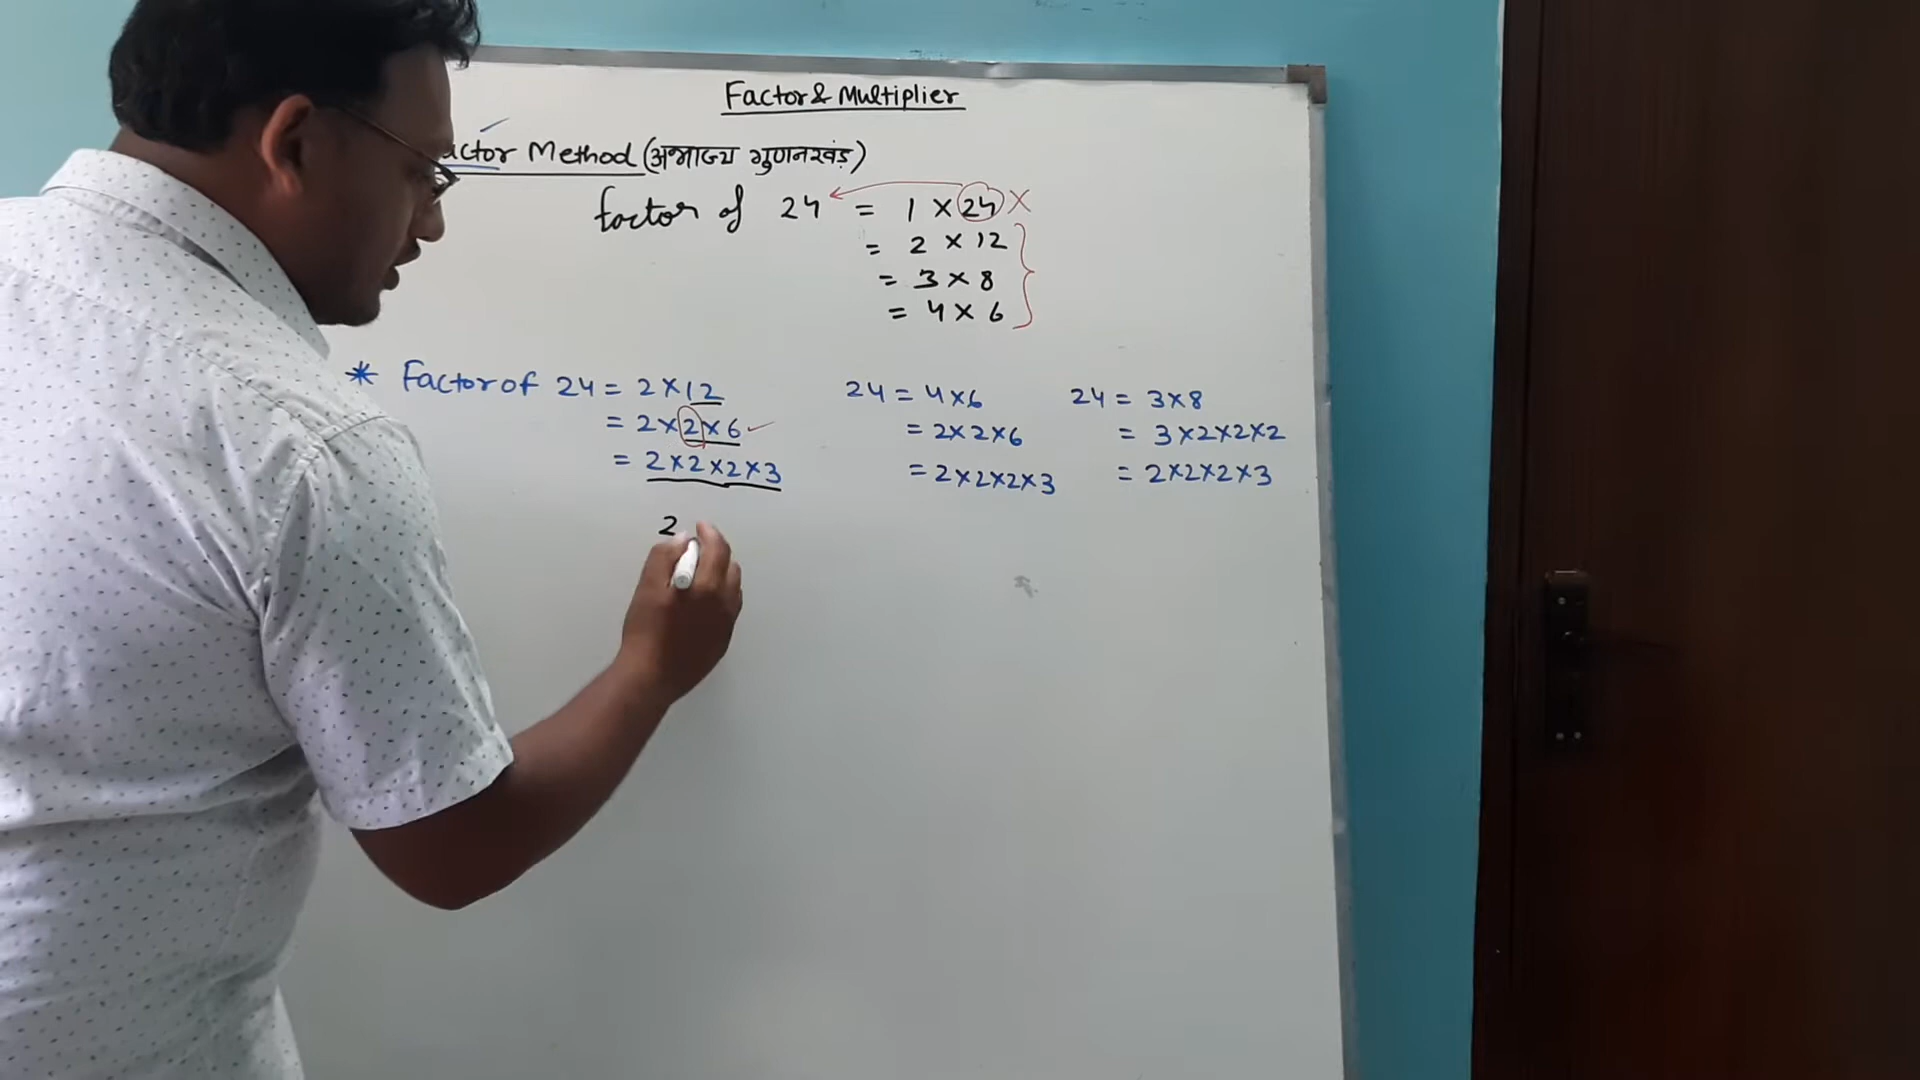 Factor & Multiplier
Factor Method (अभाज्य गुणनखंड)
factor of 24 = 1 × 24 ×
= 2 × 12
= 3 × 8
= 4 × 6
* Factor of 24 = 2×12
= 2×2×6
= 2×2×2×3
24 = 4×6
= 2×2×6
= 2×2×2×3
24 = 3×8
= 3×2×2×2
= 2×2×2×3
2